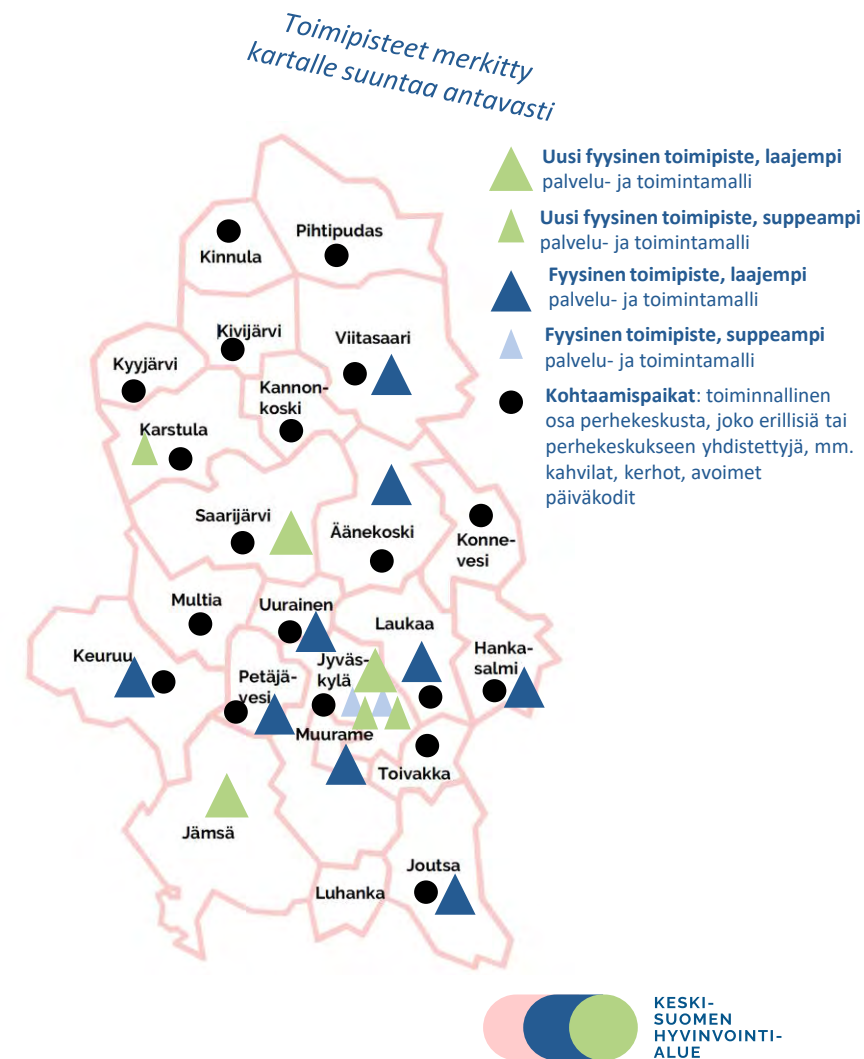 Toimipisteet merkitty
kartalle suuntaa antavasti
Uusi fyysinen toimipiste, laajempi
palvelu- ja toimintamalli
Uusi fyysinen toimipiste, suppeampi
palvelu- ja toimintamalli
Fyysinen toimipiste, laajempi
palvelu- ja toimintamalli
Fyysinen toimipiste, suppeampi
palvelu- ja toimintamalli
Kohtaamispaikat: toiminnallinen
osa perhekeskusta, joko erillisiä tai
perhekeskukseen yhdistettyjä, mm.
kahvilat, kerhot, avoimet
päiväkodit
Kinnula
Pihtipudas
Kivijärvi
Viitasaari
Kyyjärvi
Kannon-
koski
Karstula
Saarijärvi
Äänekoski
Konne-
vesi
Multia
Uurainen
Laukaa
Hanka-
salmi
Keuruu
Petäjä-
vesi
Jyväs-
kylä
Muurame
Toivakka
Jämsä
Joutsa
Luhanka
KESKI-
SUOMEN
HYVINVOINTI-
ALUE